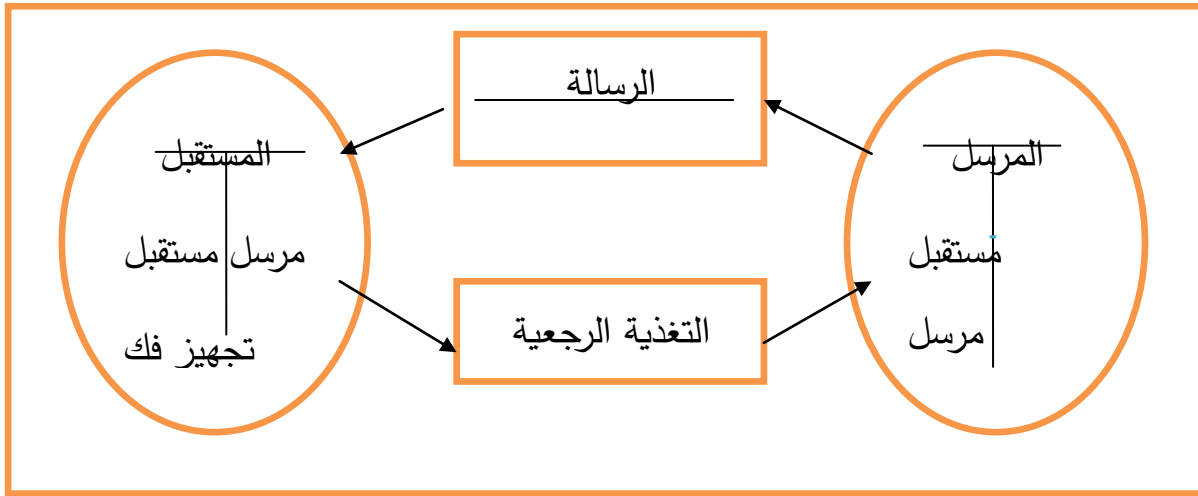 الرسالة
المرسل
المستقبل
مستقبل
مرسل مستقبل
مرسل
التغذية الرجعية
تجهيز فك